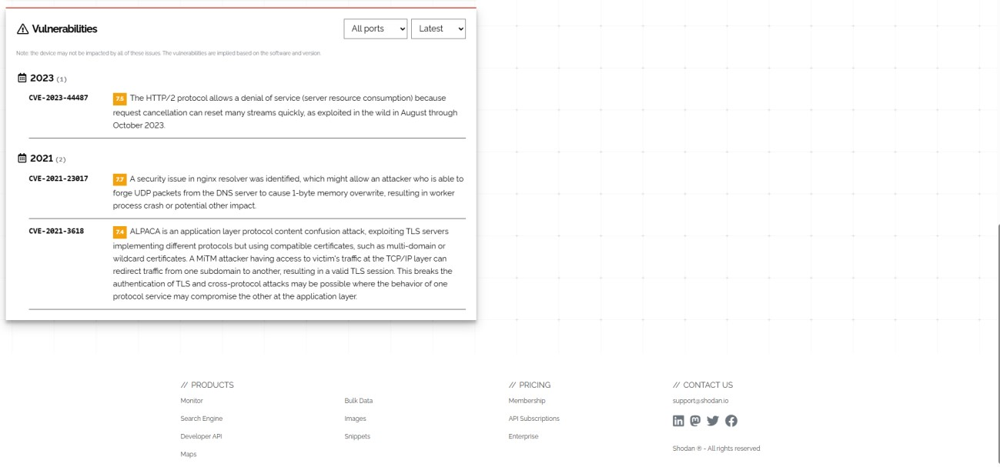 Vulnerabilities
All ports
Latest
Note: the device may not be impacted by all of these issues. The vulnerabilities are implied based on the software and version.
2023 (1)
CVE-2023-44487
7.5 The HTTP/2 protocol allows a denial of service (server resource consumption) because
request cancellation can reset many streams quickly, as exploited in the wild in August through
October 2023.
2021 (2)
CVE-2021-23017
7.7 A security issue in nginx resolver was identified, which might allow an attacker who is able to
forge UDP packets from the DNS server to cause 1-byte memory overwrite, resulting in worker
process crash or potential other impact.
CVE-2021-3618
7.4 ALPACA is an application layer protocol content confusion attack, exploiting TLS servers
implementing different protocols but using compatible certificates, such as multi-domain or
wildcard certificates. A MiTM attacker having access to victim's traffic at the TCP/IP layer can
redirect traffic from one subdomain to another, resulting in a valid TLS session. This breaks the
authentication of TLS and cross-protocol attacks may be possible where the behavior of one
protocol service may compromise the other at the application layer.
// PRODUCTS
Monitor
Search Engine
Developer API
Maps
Bulk Data
Images
Snippets
// PRICING
Membership
API Subscriptions
Enterprise
// CONTACT US
support@shodan.io
Shodan ® - All rights reserved